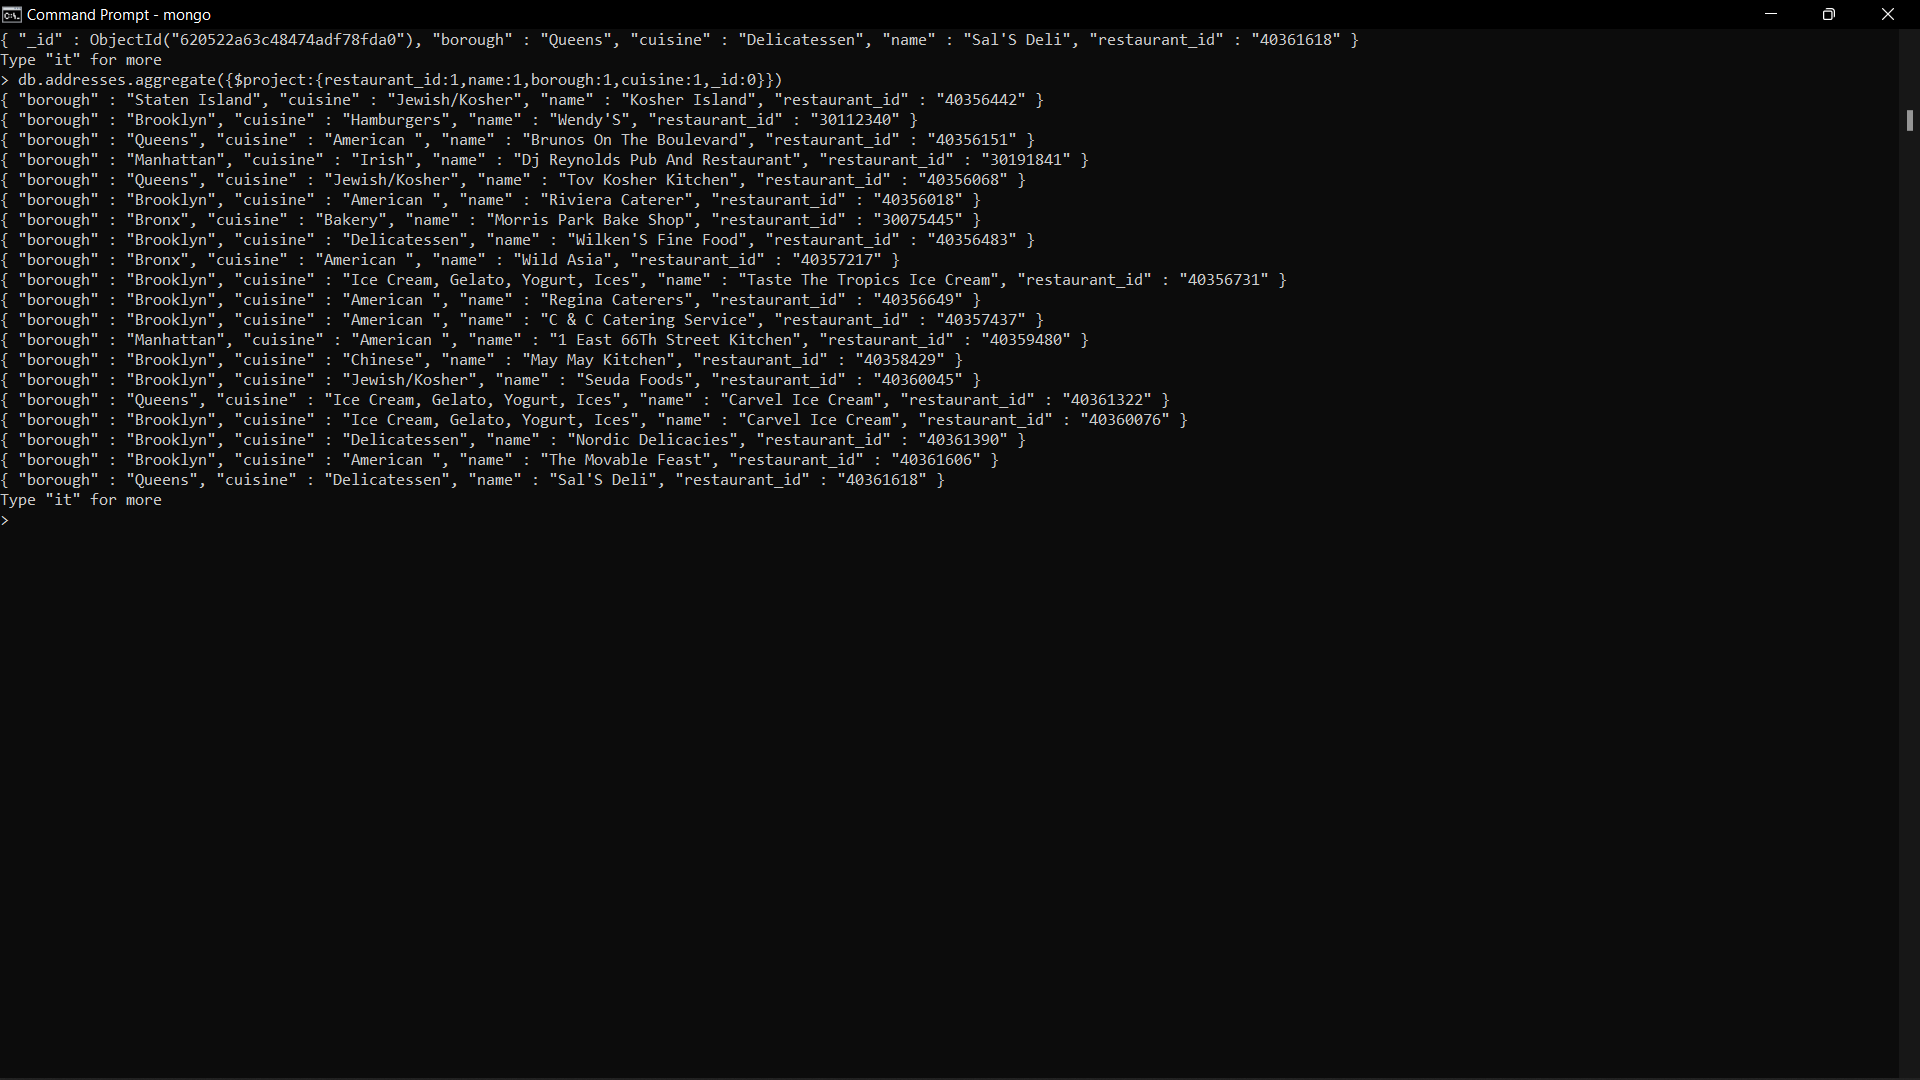 Command Prompt - mongo
{ "_id" : ObjectId("620522a63c48474adf78fda0"), "borough" : "Queens", "cuisine" : "Delicatessen", "name" : "Sal'S Deli", "restaurant_id" : "40361618" }
Type "it" for more
> db.addresses.aggregate({$project:{restaurant_id:1,name:1,borough:1,cuisine:1,_id:0}})
{ "borough" : "Staten Island", "cuisine" : "Jewish/Kosher", "name" : "Kosher Island", "restaurant_id" : "40356442" }
{ "borough" : "Brooklyn", "cuisine" : "Hamburgers", "name" : "Wendy'S", "restaurant_id" : "30112340" }
{ "borough" : "Queens", "cuisine" : "American ", "name" : "Brunos On The Boulevard", "restaurant_id" : "40356151" }
{ "borough" : "Manhattan", "cuisine" : "Irish", "name" : "Dj Reynolds Pub And Restaurant", "restaurant_id" : "30191841" }
{ "borough" : "Queens", "cuisine" : "Jewish/Kosher", "name" : "Tov Kosher Kitchen", "restaurant_id" : "40356068" }
{ "borough" : "Brooklyn", "cuisine" : "American ", "name" : "Riviera Caterer", "restaurant_id" : "40356018" }
{ "borough" : "Bronx", "cuisine" : "Bakery", "name" : "Morris Park Bake Shop", "restaurant_id" : "30075445" }
{ "borough" : "Brooklyn", "cuisine" : "Delicatessen", "name" : "Wilken'S Fine Food", "restaurant_id" : "40356483" }
{ "borough" : "Bronx", "cuisine" : "American ", "name" : "Wild Asia", "restaurant_id" : "40357217" }
{ "borough" : "Brooklyn", "cuisine" : "Ice Cream, Gelato, Yogurt, Ices", "name" : "Taste The Tropics Ice Cream", "restaurant_id" : "40356731" }
{ "borough" : "Brooklyn", "cuisine" : "American ", "name" : "Regina Caterers", "restaurant_id" : "40356649" }
{ "borough" : "Brooklyn", "cuisine" : "American ", "name" : "C & C Catering Service", "restaurant_id" : "40357437" }
{ "borough" : "Manhattan", "cuisine" : "American ", "name" : "1 East 66Th Street Kitchen", "restaurant_id" : "40359480" }
{ "borough" : "Brooklyn", "cuisine" : "Chinese", "name" : "May May Kitchen", "restaurant_id" : "40358429" }
{ "borough" : "Brooklyn", "cuisine" : "Jewish/Kosher", "name" : "Seuda Foods", "restaurant_id" : "40360045" }
{ "borough" : "Queens", "cuisine" : "Ice Cream, Gelato, Yogurt, Ices", "name" : "Carvel Ice Cream", "restaurant_id" : "40361322" }
{ "borough" : "Brooklyn", "cuisine" : "Ice Cream, Gelato, Yogurt, Ices", "name" : "Carvel Ice Cream", "restaurant_id" : "40360076" }
{ "borough" : "Brooklyn", "cuisine" : "Delicatessen", "name" : "Nordic Delicacies", "restaurant_id" : "40361390" }
{ "borough" : "Brooklyn", "cuisine" : "American ", "name" : "The Movable Feast", "restaurant_id" : "40361606" }
{ "borough" : "Queens", "cuisine" : "Delicatessen", "name" : "Sal'S Deli", "restaurant_id" : "40361618" }
Type "it" for more
>